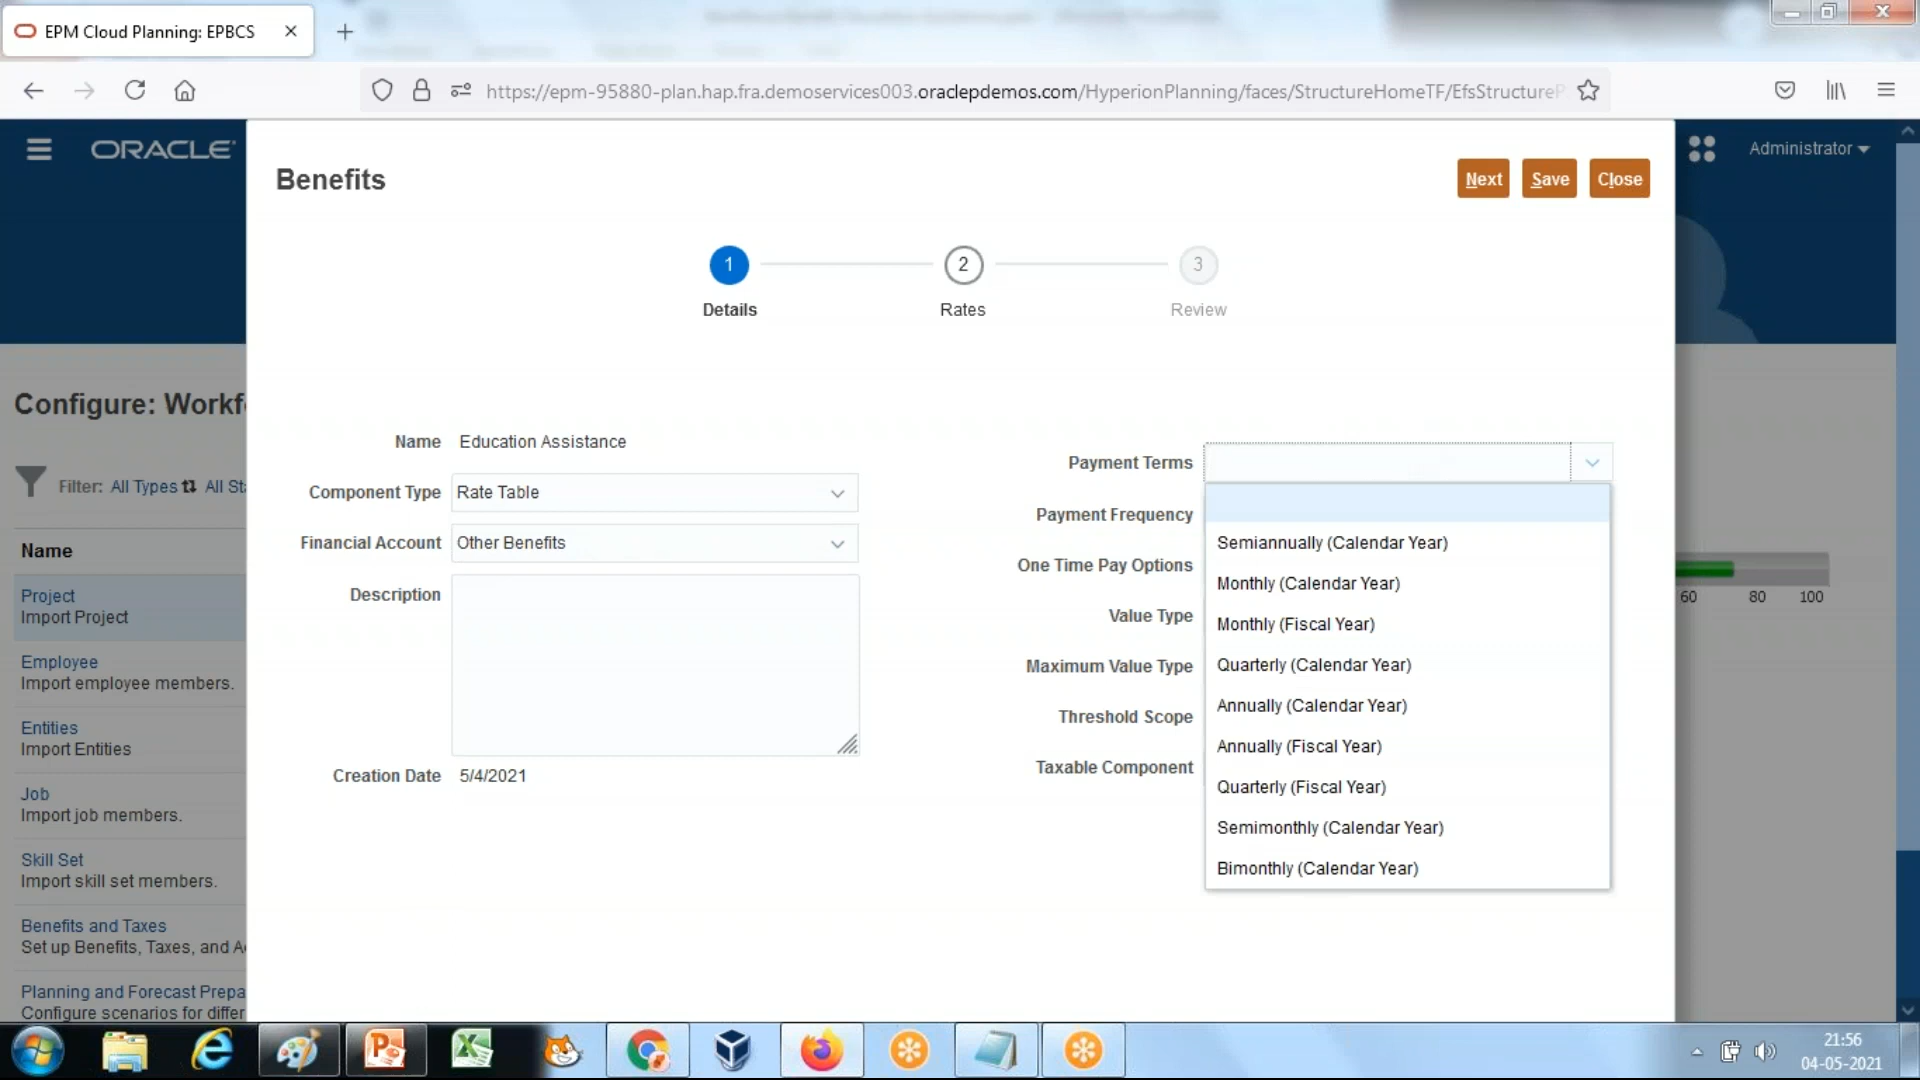 EPM Cloud Planning: EPBCS
https://epm-95880-plan.hap.fra.demoservices003.oraclepdemos.com/HyperionPlanning/faces/StructureHomeTF/EfsStructureP
ORACLE
Administrator
Benefits
Next Save Close
1 2 3
Details Rates Review
Configure: Workf
Filter: All Types All Sta
Name
Project
Import Project
Employee
Import employee members.
Entities
Import Entities
Job
Import job members.
Skill Set
Import skill set members.
Benefits and Taxes
Set up Benefits, Taxes, and A
Planning and Forecast Prepa
Configure scenarios for differ
Name Education Assistance
Component Type Rate Table
Financial Account Other Benefits
Description
Creation Date 5/4/2021
Payment Terms
Payment Frequency
One Time Pay Options
Value Type
Maximum Value Type
Threshold Scope
Taxable Component
Semiannually (Calendar Year)
Monthly (Calendar Year)
Monthly (Fiscal Year)
Quarterly (Calendar Year)
Annually (Calendar Year)
Annually (Fiscal Year)
Quarterly (Fiscal Year)
Semimonthly (Calendar Year)
Bimonthly (Calendar Year)
60 80 100
21:56
04-05-2021